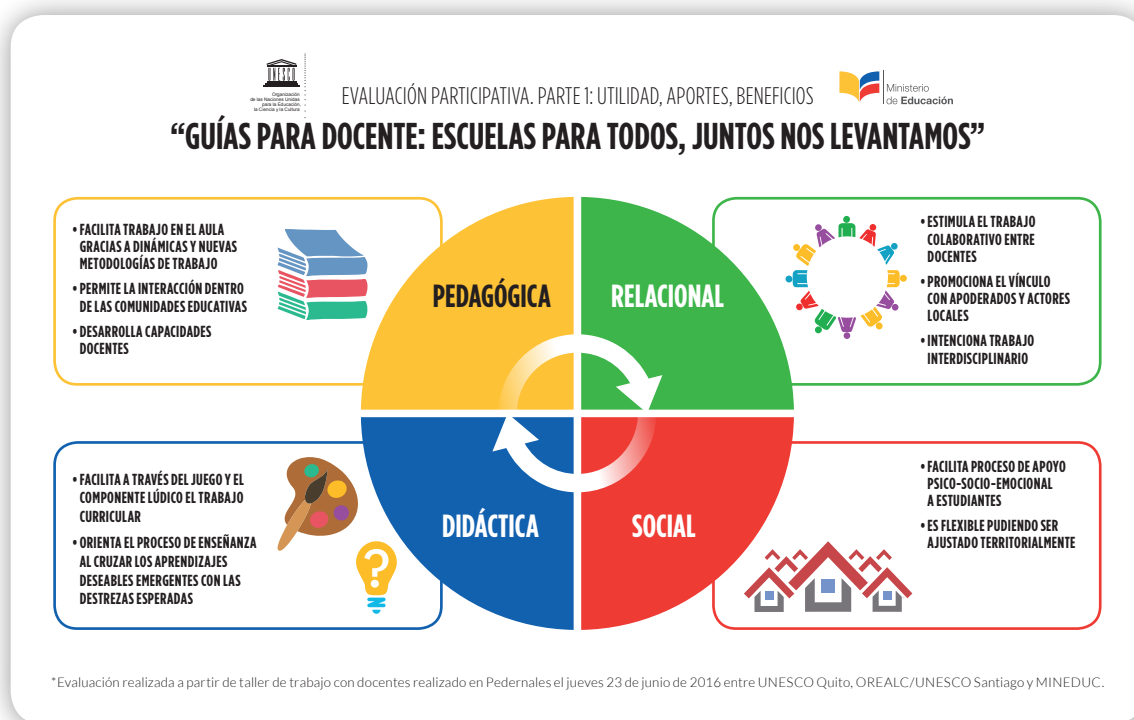 UNESCO
Organización
de las Naciones Unidas
para la Educación,
la Ciencia y la Cultura
EVALUACIÓN PARTICIPATIVA. PARTE 1: UTILIDAD, APORTES, BENEFICIOS
Ministerio
de Educación
“GUÍAS PARA DOCENTE: ESCUELAS PARA TODOS, JUNTOS NOS LEVANTAMOS”
• FACILITA TRABAJO EN EL AULA
GRACIAS A DINÁMICAS Y NUEVAS
METODOLOGÍAS DE TRABAJO
• PERMITE LA INTERACCIÓN DENTRO
DE LAS COMUNIDADES EDUCATIVAS
• DESARROLLA CAPACIDADES
DOCENTES
PEDAGÓGICA
RELACIONAL
• ESTIMULA EL TRABAJO
COLABORATIVO ENTRE
DOCENTES
• PROMOCIONA EL VÍNCULO
CON APODERADOS Y ACTORES
LOCALES
• INTENCIONA TRABAJO
INTERDISCIPLINARIO
• FACILITA A TRAVÉS DEL JUEGO Y EL
COMPONENTE LÚDICO EL TRABAJO
CURRICULAR
• ORIENTA EL PROCESO DE ENSEÑANZA
AL CRUZAR LOS APRENDIZAJES
DESEABLES EMERGENTES CON LAS
DESTREZAS ESPERADAS
?
DIDÁCTICA
SOCIAL
• FACILITA PROCESO DE APOYO
PSICO-SOCIO-EMOCIONAL
A ESTUDIANTES
• ES FLEXIBLE PUDIENDO SER
AJUSTADO TERRITORIALMENTE
*Evaluación realizada a partir de taller de trabajo con docentes realizado en Pedernales el jueves 23 de junio de 2016 entre UNESCO Quito, OREALC/UNESCO Santiago y MINEDUC.